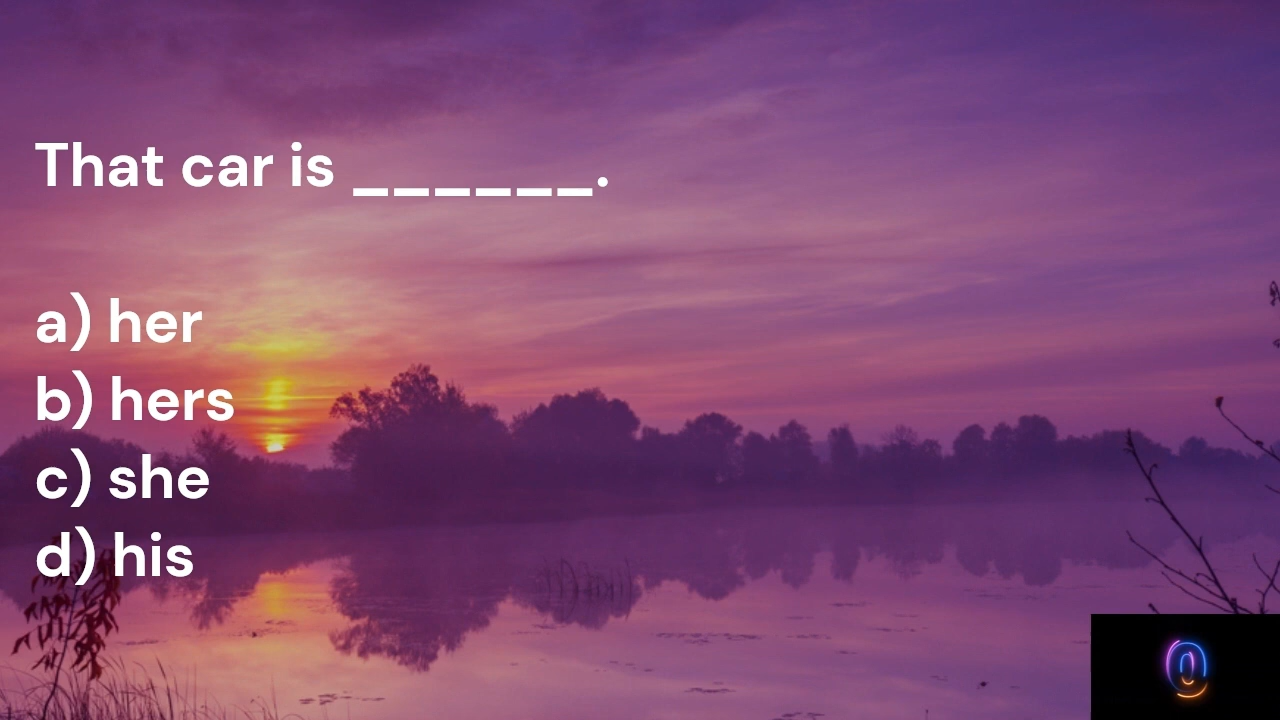 That car is ______.
a) her
b) hers
c) she
d) his